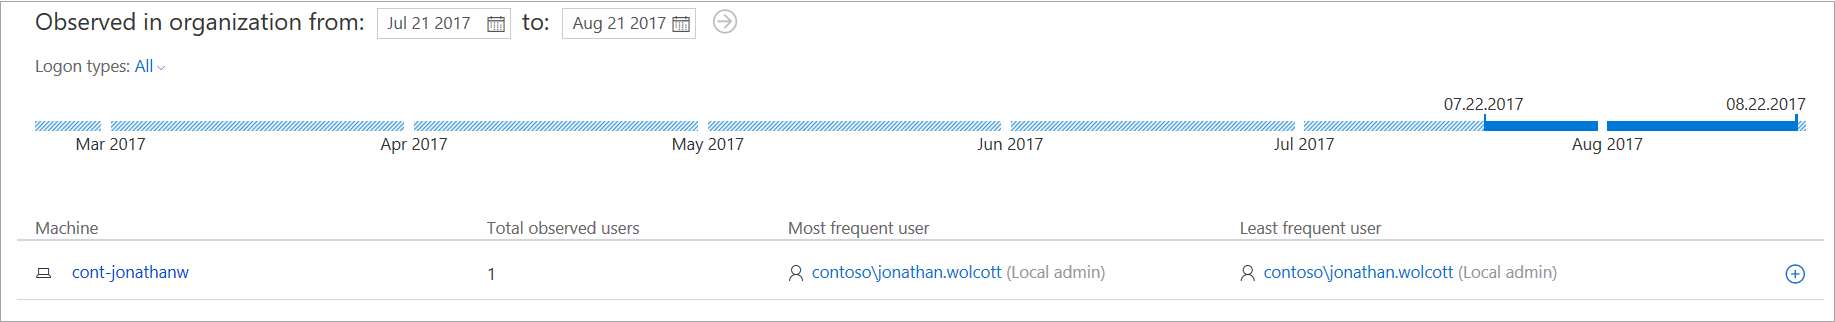 Observed in organization from: Jul 21 2017 to: Aug 21 2017
Logon types: All
07.22.2017 08.22.2017
Mar 2017 Apr 2017 May 2017 Jun 2017 Jul 2017 Aug 2017
Machine Total observed users Most frequent user Least frequent user
cont-jonathanw 1 contoso\jonathan.wolcott (Local admin) contoso\jonathan.wolcott (Local admin)